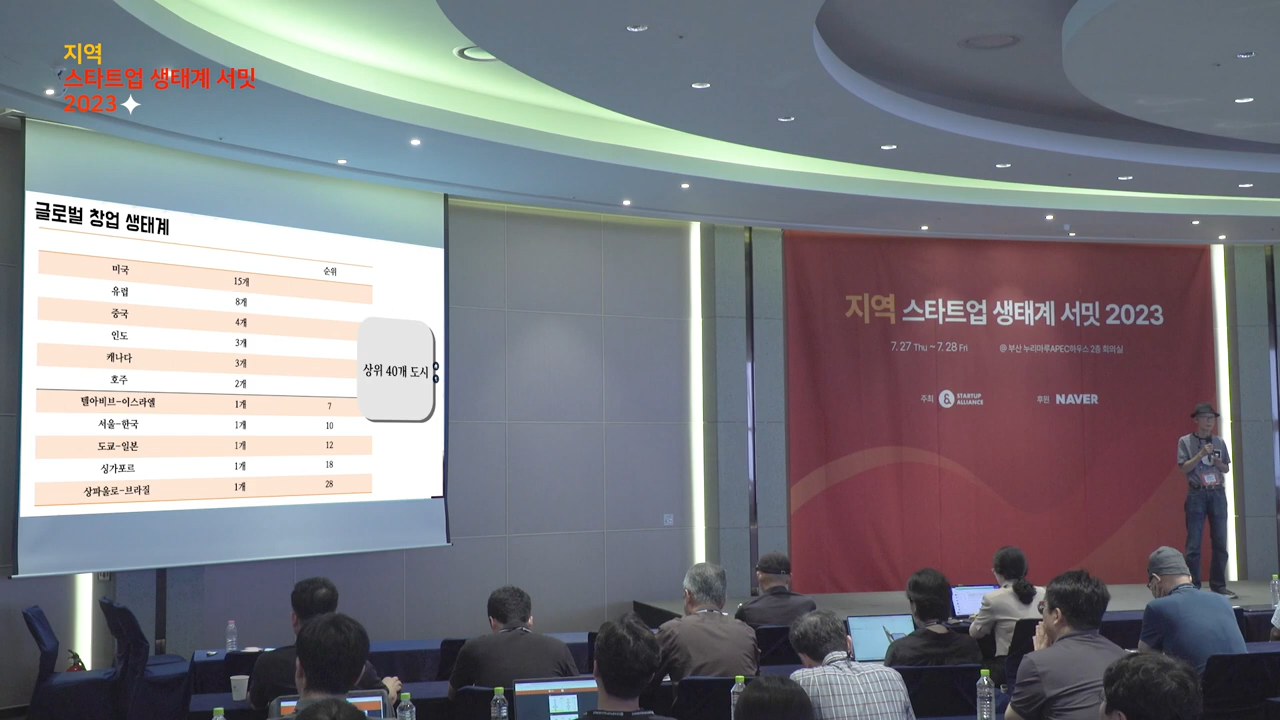 지역
스타트업 생태계 서밋
2023
글로벌 창업 생태계
순위
미국 15개
유럽 8개
중국 4개
인도 3개
캐나다 3개
호주 2개
텔아비브-이스라엘 1개 7
서울-한국 1개 10
도쿄-일본 1개 12
싱가포르 1개 18
상파울로-브라질 1개 28
상위 40개 도시
지역 스타트업 생태계 서밋 2023
7. 27 Thu ~ 7. 28 Fri @ 부산 누리마루APEC하우스 2층 회의실
주최 & STARTUP ALLIANCE 후원 NAVER